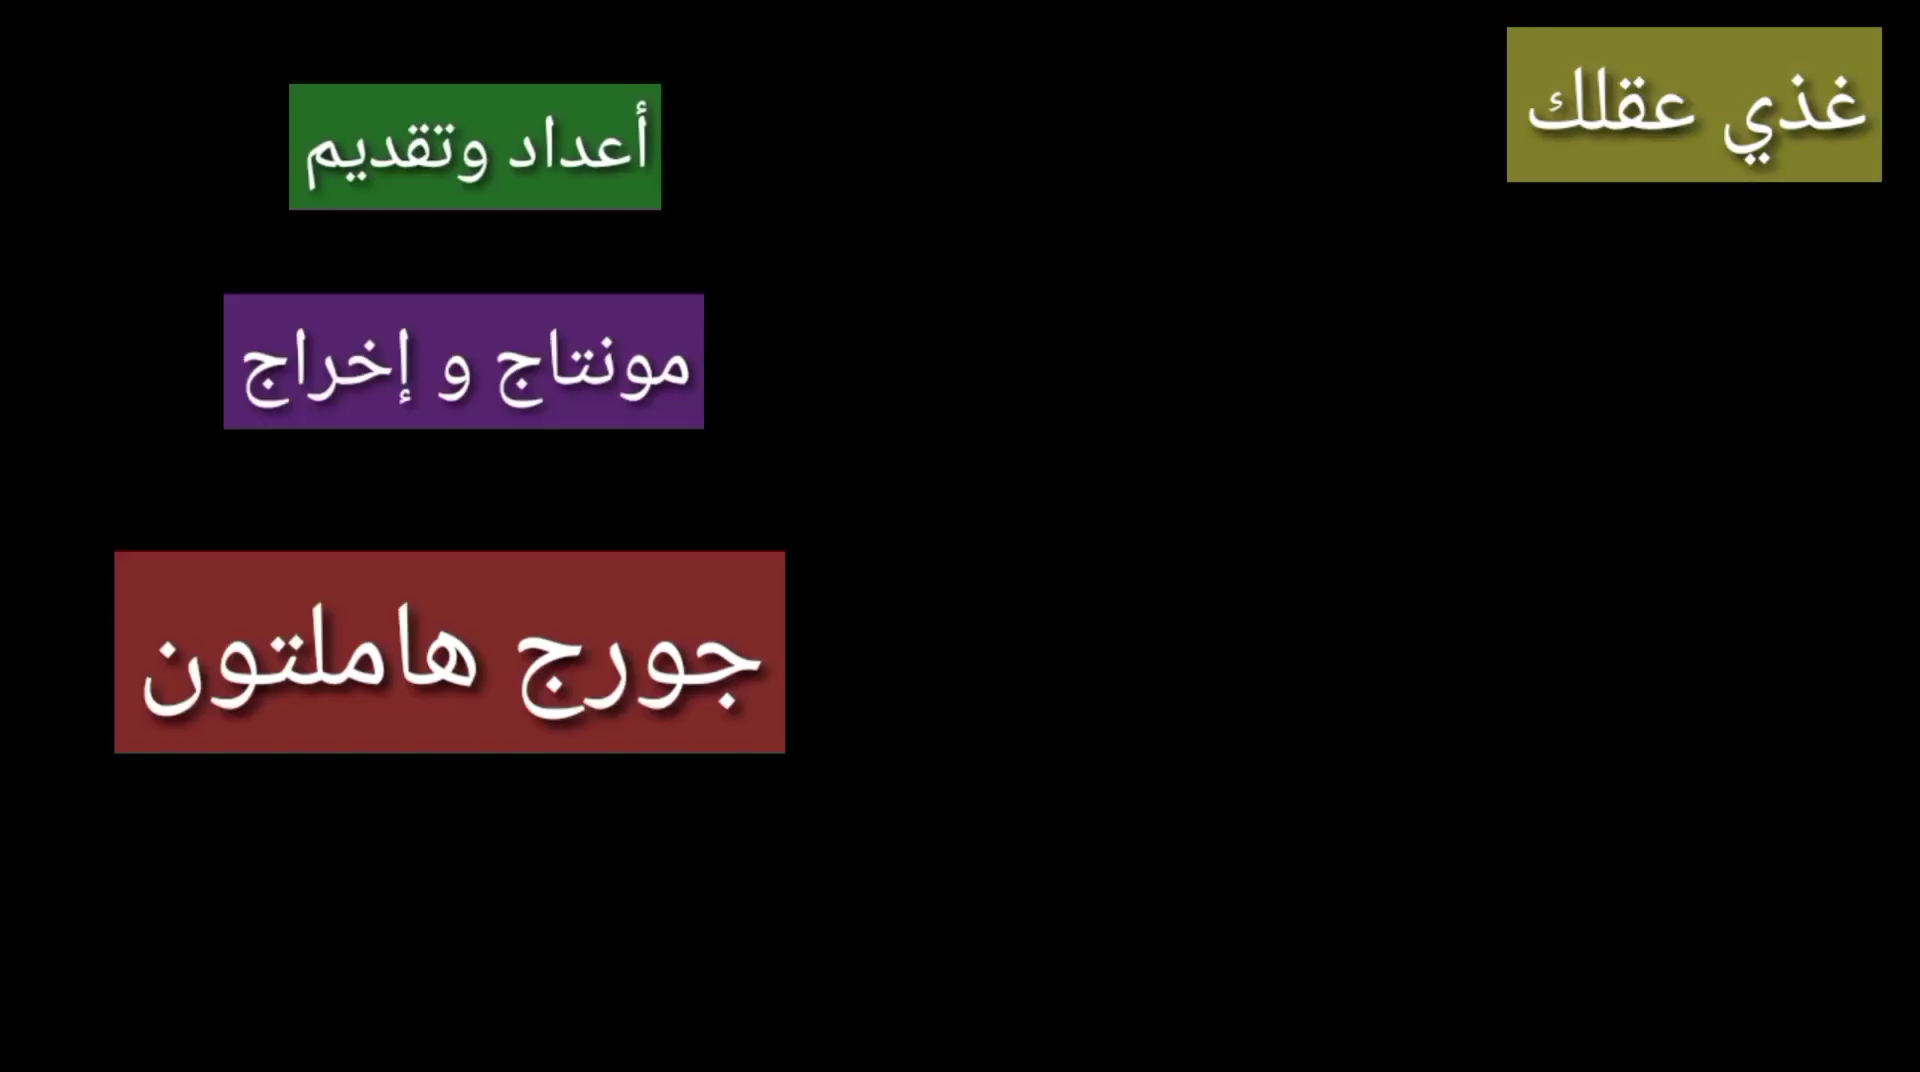 غذي عقلك
أعداد وتقديم
مونتاج و إخراج
جورج هاملتون